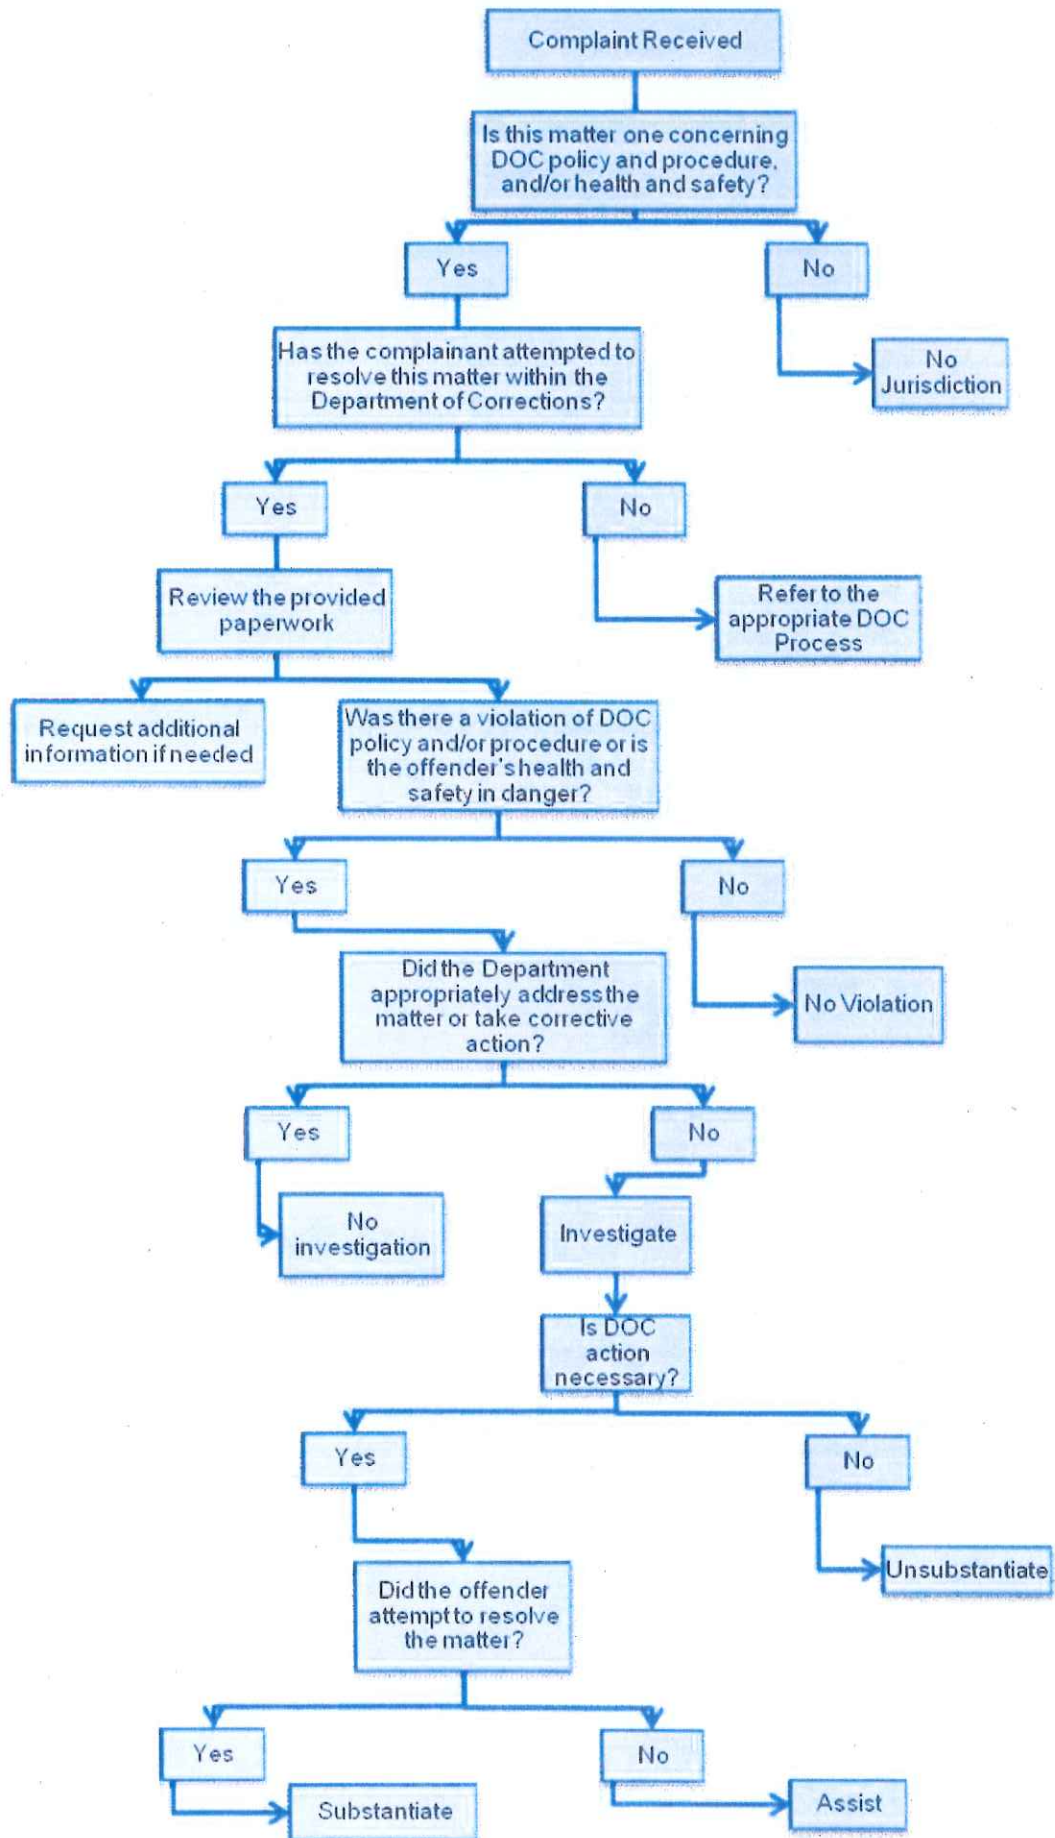 Complaint Received
Is this matter one concerning
DOC policy and procedure,
and/or health and safety?
Yes
No
No
Jurisdiction
Has the complainant attempted to
resolve this matter within the
Department of Corrections?
Yes
No
Review the provided
paperwork
Refer to the
appropriate DOC
Process
Request additional
information if needed
Was there a violation of DOC
policy and/or procedure or is
the offender's health and
safety in danger?
Yes
No
No Violation
Did the Department
appropriately address the
matter or take corrective
action?
Yes
No
No
investigation
Investigate
Is DOC
action
necessary?
Yes
No
Unsubstantiate
Did the offender
attempt to resolve
the matter?
Yes
No
Substantiate
Assist